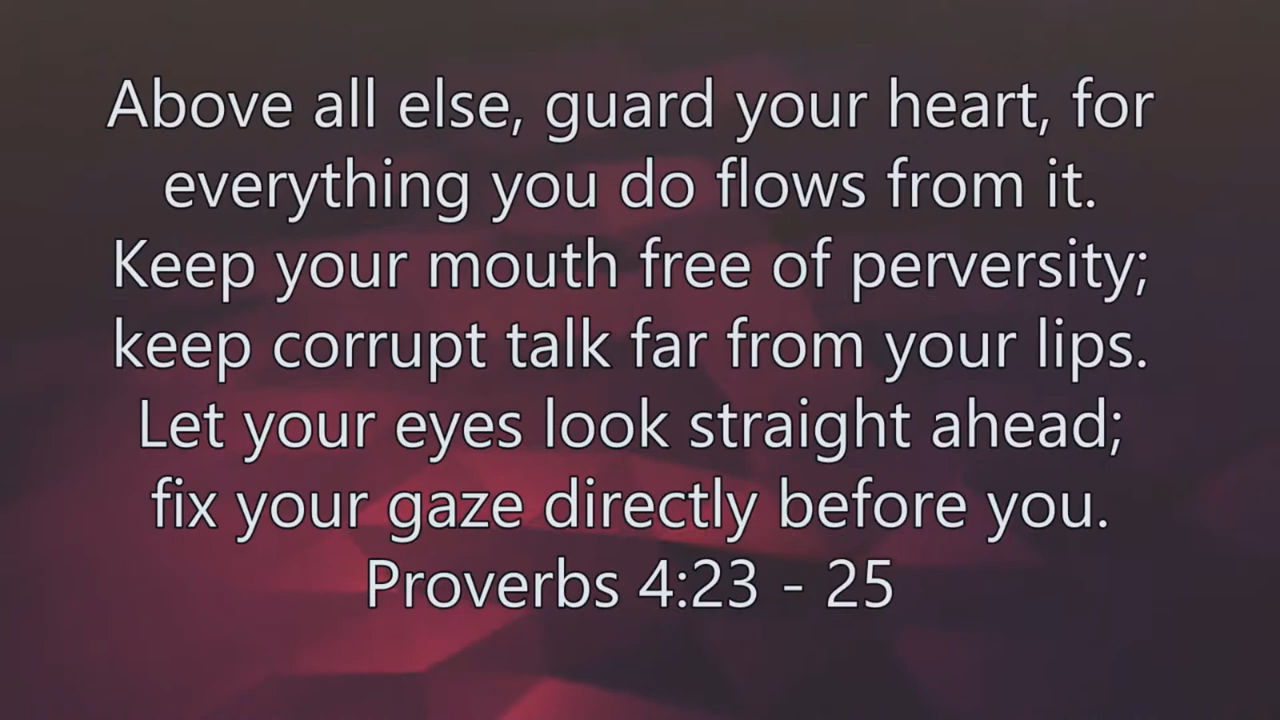 Above all else, guard your heart, for
everything you do flows from it.
Keep your mouth free of perversity;
keep corrupt talk far from your lips.
Let your eyes look straight ahead;
fix your gaze directly before you.
Proverbs 4:23 - 25